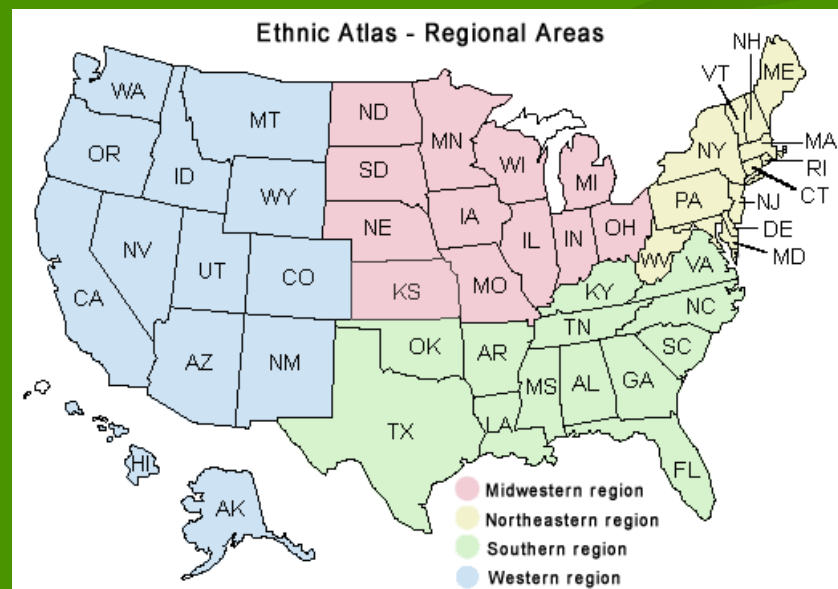 Ethnic Atlas - Regional Areas
NH
VT
ME
WA
MT
ND
MN
OR
ID
WY
SD
WI
MI
NY
MA
RI
CT
NV
UT
CO
NE
IA
IL
IN
OH
PA
NJ
DE
MD
CA
KS
MO
WV
VA
KY
NC
AZ
NM
OK
AR
TN
SC
MS
AL
GA
TX
LA
FL
HI
AK
Midwestern region
Northeastern region
Southern region
Western region